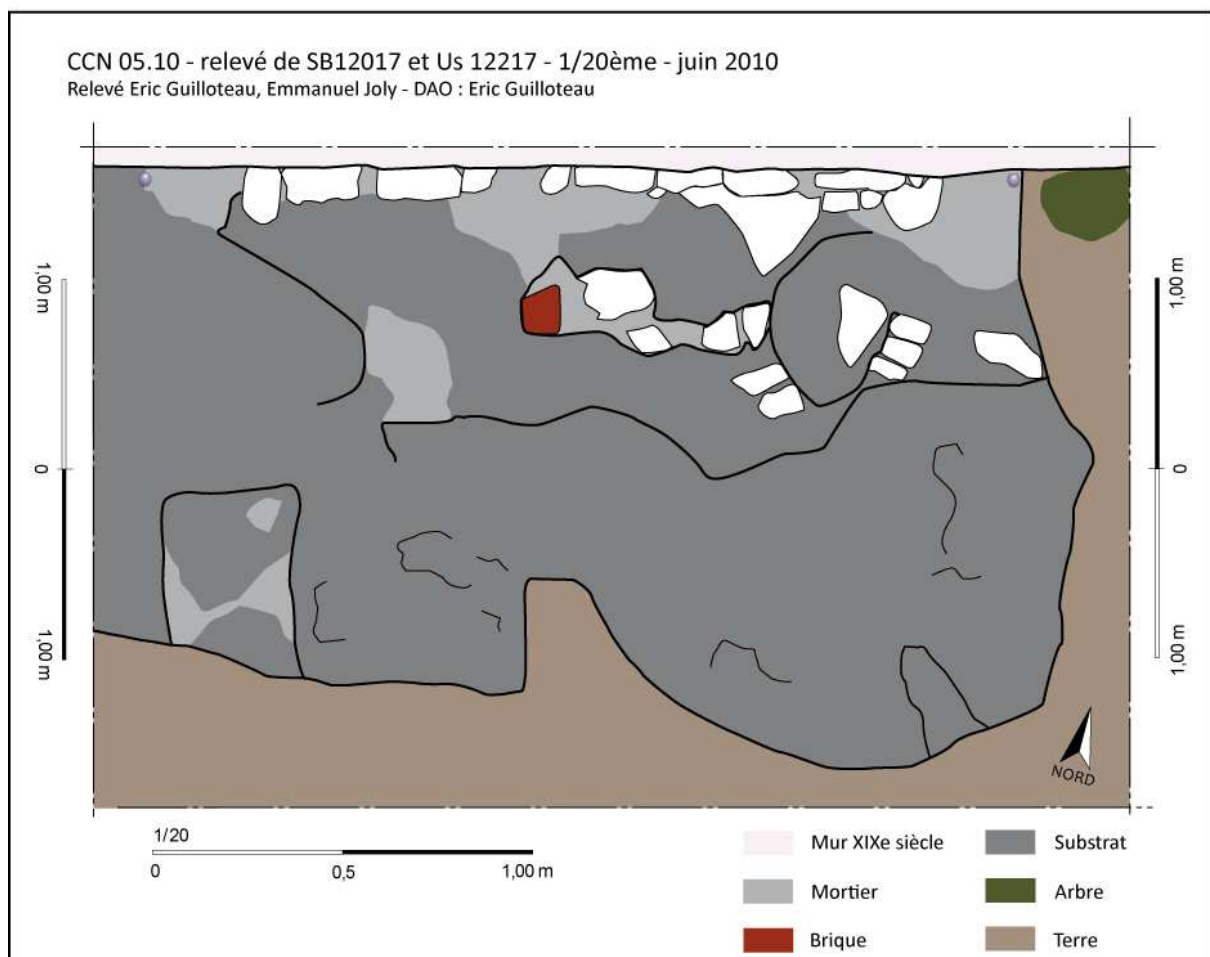 CCN 05.10 - relevé de SB12017 et Us 12217 - 1/20ème - juin 2010
Relevé Eric Guilloteau, Emmanuel Joly - DAO : Eric Guilloteau
1,00 m
0
1,00 m
1,00 m
0
1,00 m
NORD
1/20
0 0,5 1,00 m
Mur XIXe siècle
Substrat
Mortier
Arbre
Brique
Terre